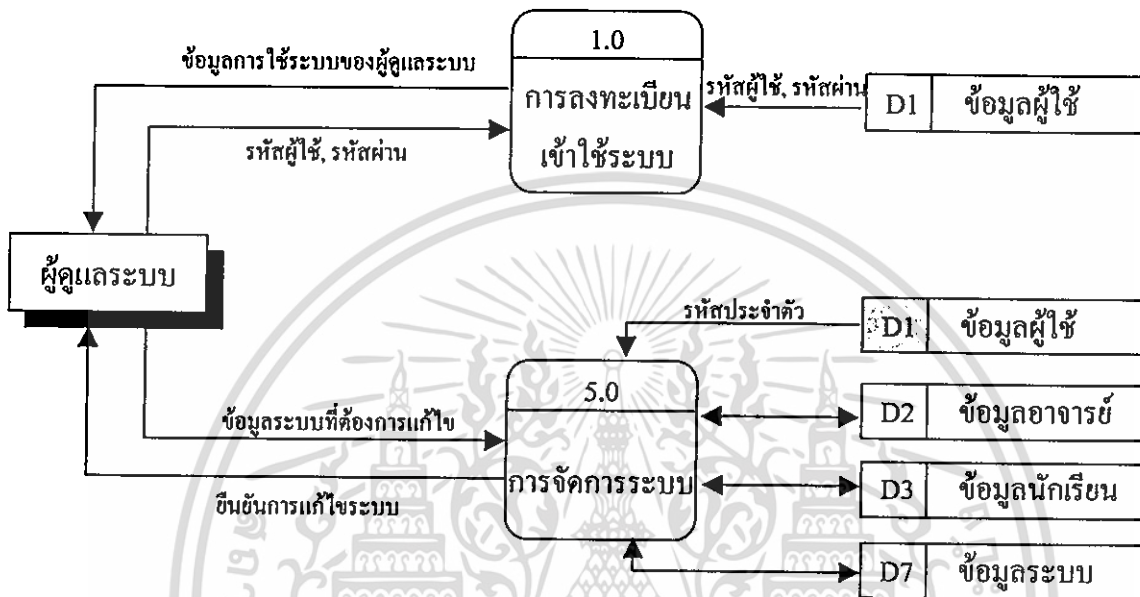 1.0
ข้อมูลการใช้ระบบของผู้ดูแลระบบ
การลงทะเบียน
เข้าใช้ระบบ
รหัสผู้ใช้, รหัสผ่าน
D1 ข้อมูลผู้ใช้
รหัสผู้ใช้, รหัสผ่าน
ผู้ดูแลระบบ
รหัสประจำตัว
D1 ข้อมูลผู้ใช้
5.0
ข้อมูลระบบที่ต้องการแก้ไข
D2 ข้อมูลอาจารย์
การจัดการระบบ
D3 ข้อมูลนักเรียน
ยืนยันการแก้ไขระบบ
D7 ข้อมูลระบบ